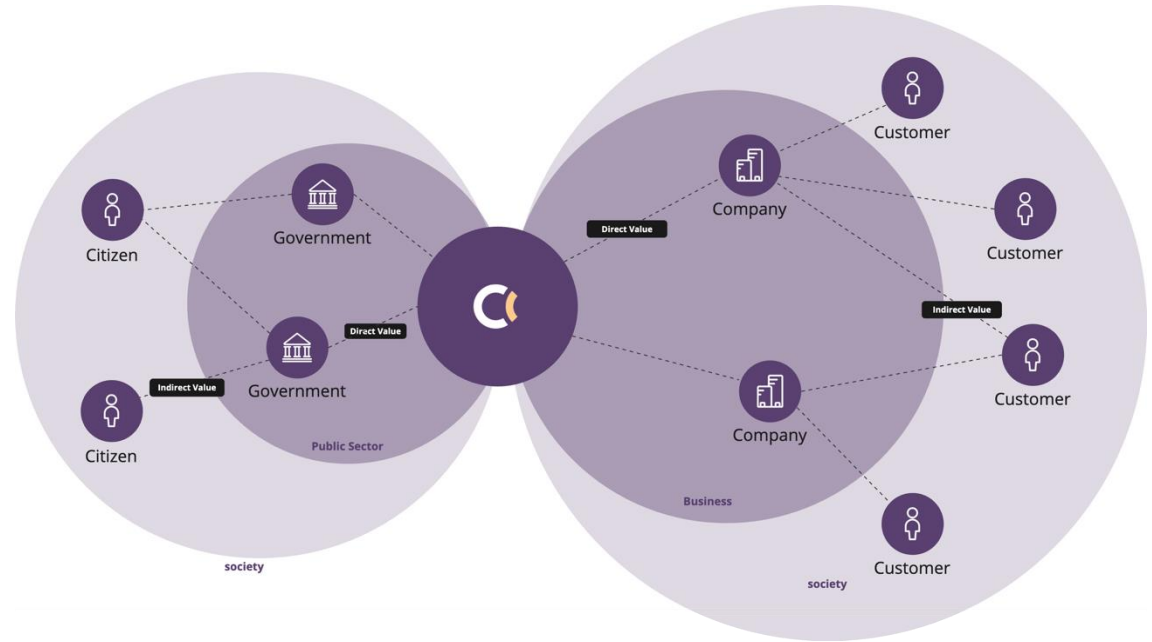 Citizen
Government
Government
Direct Value
Indirect Value
Citizen
Public Sector
society
Customer
Company
Customer
Direct Value
Indirect Value
Customer
Company
Business
Customer
society